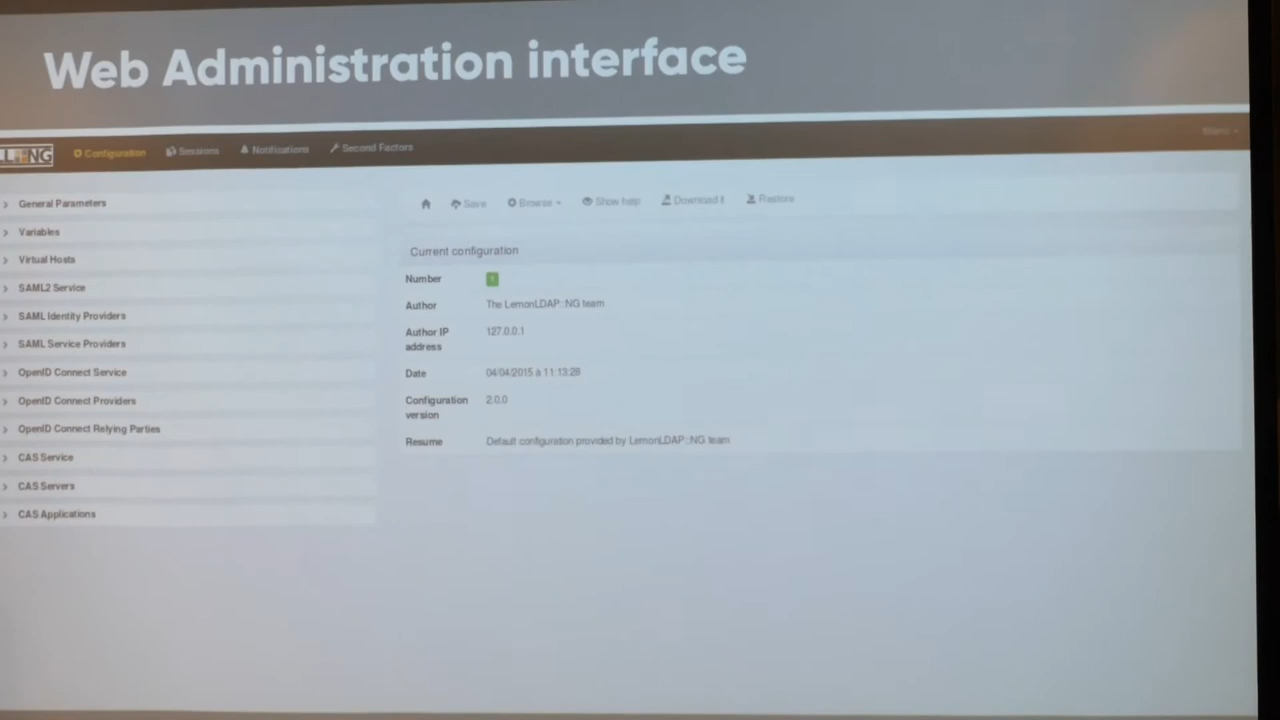 Web Administration interface
LL::NG Configuration Sessions Notifications Second Factors Menu
General Parameters
Variables
Virtual Hosts
SAML2 Service
SAML Identity Providers
SAML Service Providers
OpenID Connect Service
OpenID Connect Providers
OpenID Connect Relying Parties
CAS Service
CAS Servers
CAS Applications
Save Browse Show help Download it Restore
Current configuration
Number 1
Author The LemonLDAP::NG team
Author IP address 127.0.0.1
Date 04/04/2015 à 11:13:28
Configuration version 2.0.0
Resume Default configuration provided by LemonLDAP::NG team